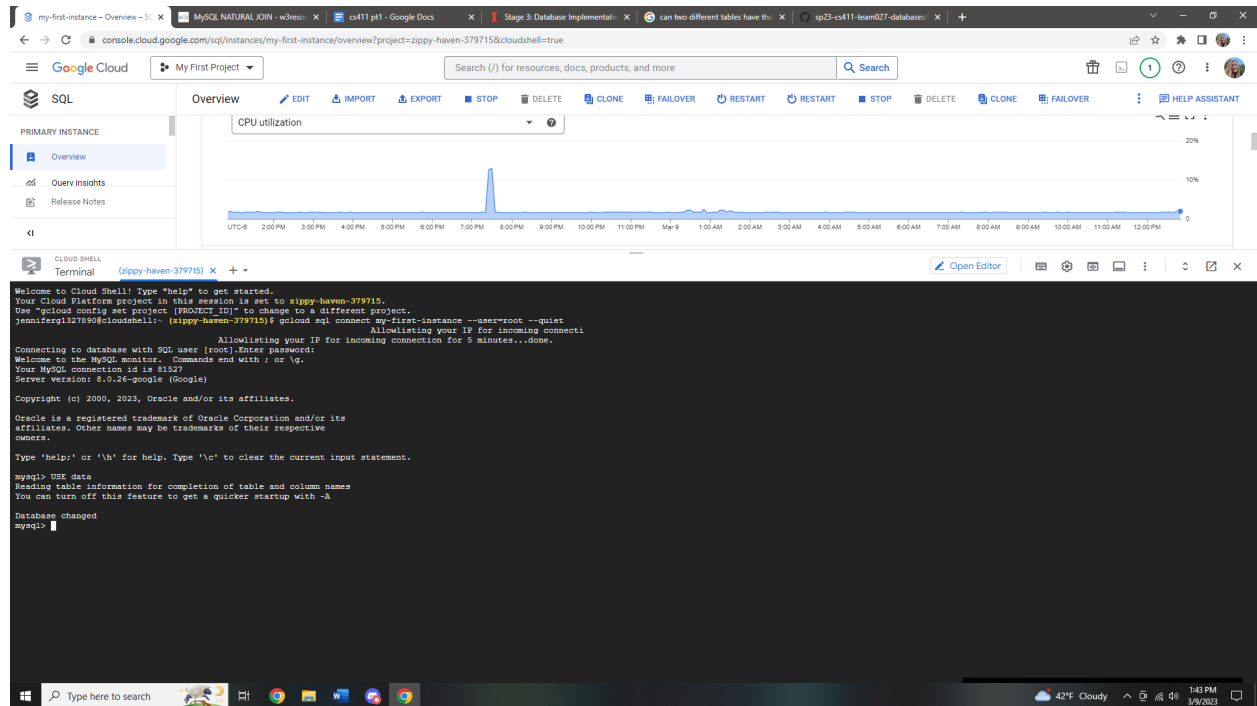 my-first-instance – Overview – SQ
MySQL NATURAL JOIN - w3resou
cs411 pt1 - Google Docs
Stage 3: Database Implementatio
can two different tables have the
sp23-cs411-team027-databases/
console.cloud.google.com/sql/instances/my-first-instance/overview?project=zippy-haven-379715&cloudshell=true
Google Cloud
My First Project
Search (/) for resources, docs, products, and more
Search
1
SQL
Overview
EDIT
IMPORT
EXPORT
STOP
DELETE
CLONE
FAILOVER
RESTART
RESTART
STOP
DELETE
CLONE
FAILOVER
HELP ASSISTANT
PRIMARY INSTANCE
Overview
Query insights
Release Notes
CPU utilization
20%
10%
0
UTC-6 2:00 PM 3:00 PM 4:00 PM 5:00 PM 6:00 PM 7:00 PM 8:00 PM 9:00 PM 10:00 PM 11:00 PM Mar 9 1:00 AM 2:00 AM 3:00 AM 4:00 AM 5:00 AM 6:00 AM 7:00 AM 8:00 AM 9:00 AM 10:00 AM 11:00 AM 12:00 PM
CLOUD SHELL
Terminal
(zippy-haven-379715)
Open Editor
Welcome to Cloud Shell! Type "help" to get started.
Your Cloud Platform project in this session is set to zippy-haven-379715.
Use "gcloud config set project [PROJECT_ID]" to change to a different project.
jenniferg1327890@cloudshell:~ (zippy-haven-379715)$ gcloud sql connect my-first-instance --user=root --quiet
Allowlisting your IP for incoming connecti
Allowlisting your IP for incoming connection for 5 minutes...done.
Connecting to database with SQL user [root].Enter password:
Welcome to the MySQL monitor.  Commands end with ; or \g.
Your MySQL connection id is 81527
Server version: 8.0.26-google (Google)
Copyright (c) 2000, 2023, Oracle and/or its affiliates.
Oracle is a registered trademark of Oracle Corporation and/or its
affiliates. Other names may be trademarks of their respective
owners.
Type 'help;' or '\h' for help. Type '\c' to clear the current input statement.
mysql> USE data
Reading table information for completion of table and column names
You can turn off this feature to get a quicker startup with -A
Database changed
mysql>
Type here to search
42°F Cloudy
1:43 PM
3/9/2023